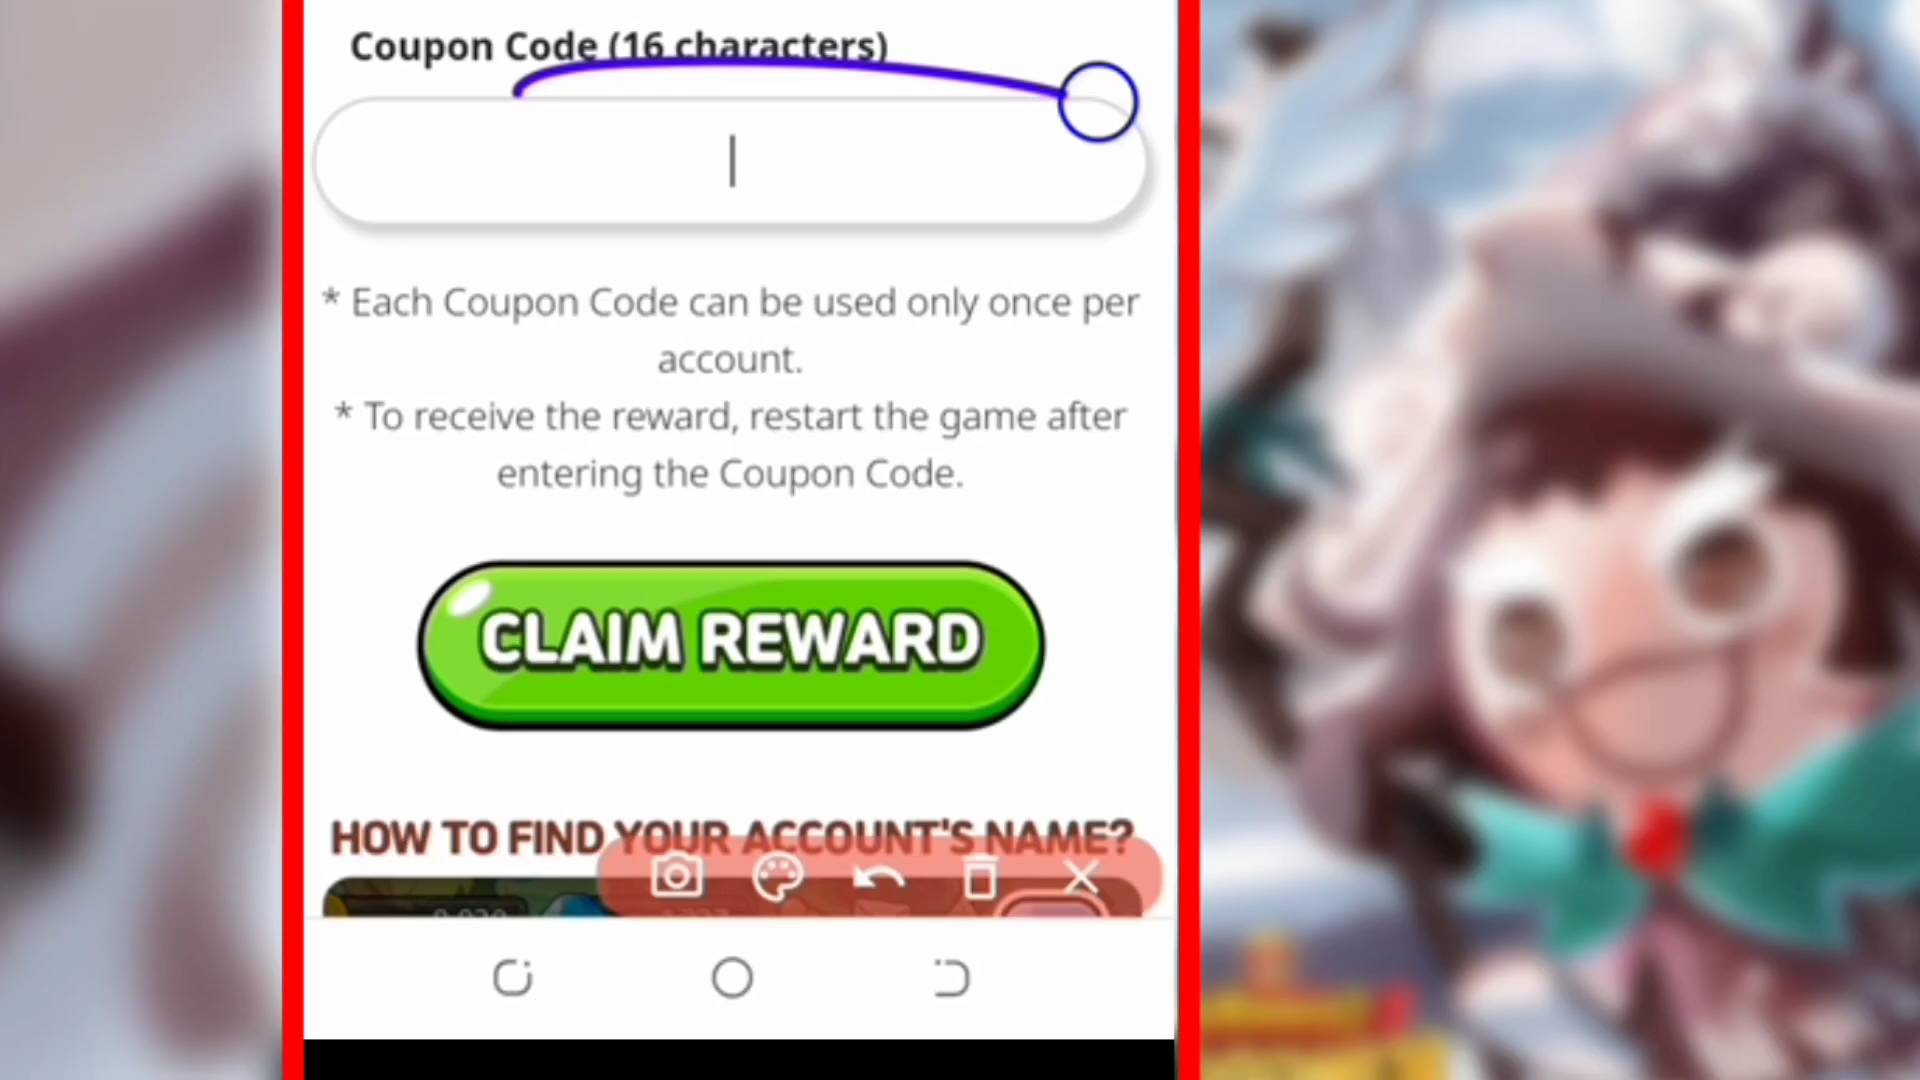 Coupon Code (16 characters)
* Each Coupon Code can be used only once per
account.
* To receive the reward, restart the game after
entering the Coupon Code.
CLAIM REWARD
HOW TO FIND YOUR ACCOUNT'S NAME?